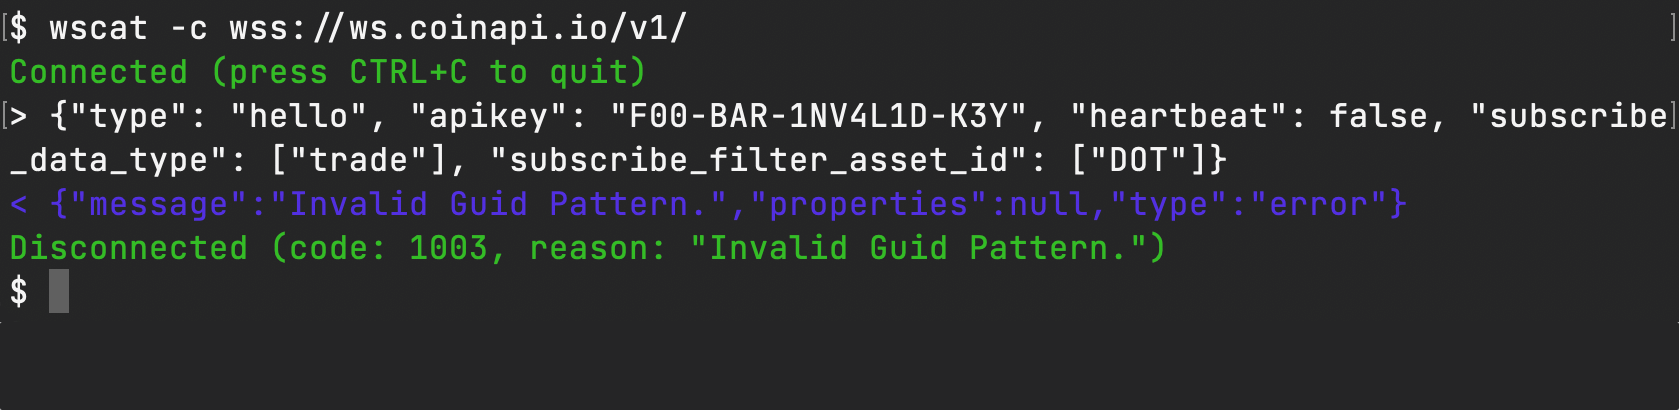 $ wscat -c wss://ws.coinapi.io/v1/
Connected (press CTRL+C to quit)
> {"type": "hello", "apikey": "F00-BAR-1NV4L1D-K3Y", "heartbeat": false, "subscribe
_data_type": ["trade"], "subscribe_filter_asset_id": ["DOT"]}
< {"message":"Invalid Guid Pattern.","properties":null,"type":"error"}
Disconnected (code: 1003, reason: "Invalid Guid Pattern.")
$